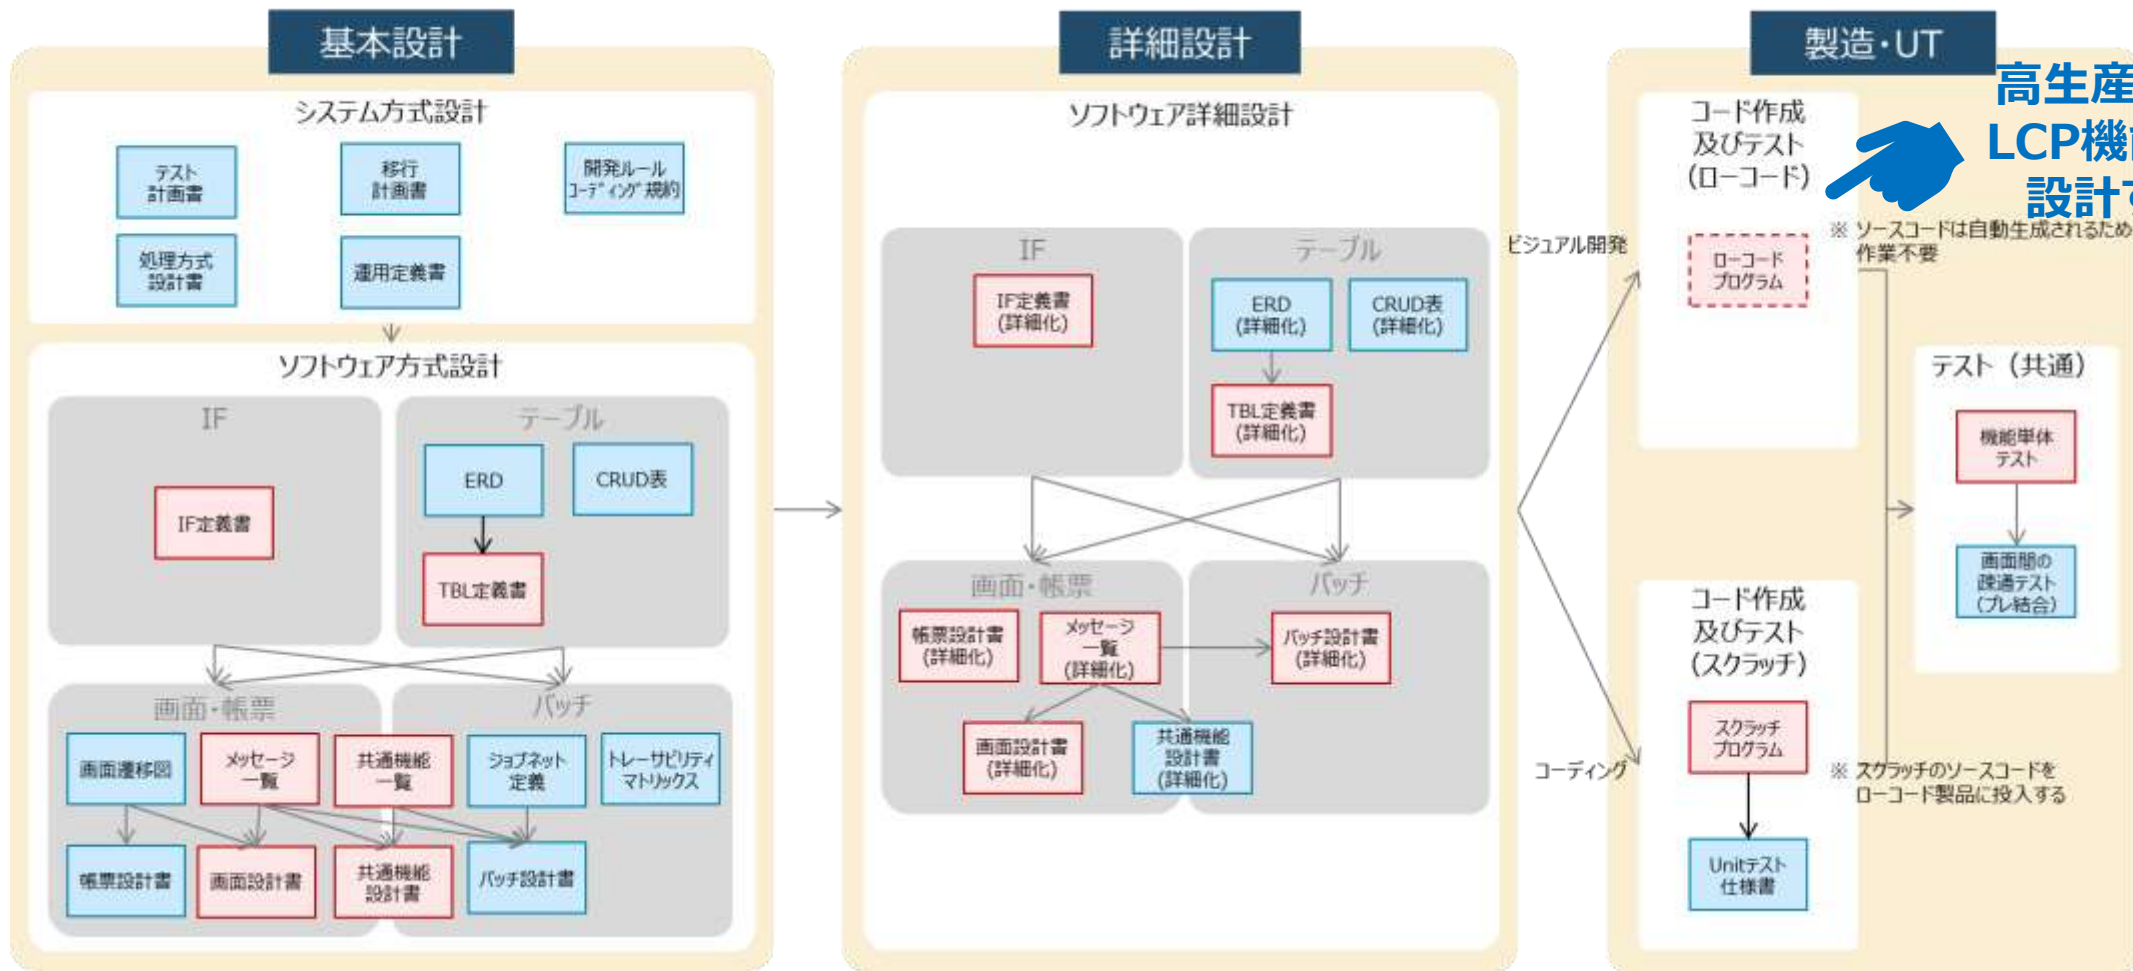 基本設計
システム方式設計
テスト
計画書
移行
計画書
開発ルール
コーディング規約
処理方式
設計書
運用定義書
ソフトウェア方式設計
IF
IF定義書
テーブル
ERD
CRUD表
TBL定義書
画面・帳票
バッチ
画面遷移図
メッセージ
一覧
共通機能
一覧
ジョブネット
定義
トレーサビリティ
マトリックス
帳票設計書
画面設計書
共通機能
設計書
バッチ設計書
詳細設計
ソフトウェア詳細設計
IF
IF定義書
(詳細化)
テーブル
ERD
(詳細化)
CRUD表
(詳細化)
TBL定義書
(詳細化)
画面・帳票
バッチ
帳票設計書
(詳細化)
メッセージ
一覧
(詳細化)
バッチ設計書
(詳細化)
画面設計書
(詳細化)
共通機能
設計書
(詳細化)
ビジュアル開発
コーディング
製造・UT
高生産
LCP機
設計す
コード作成
及びテスト
(ローコード)
ローコード
プログラム
※ ソースコードは自動生成されるため
作業不要
テスト（共通）
機能単体
テスト
画面間の
疎通テスト
(プレ結合)
コード作成
及びテスト
(スクラッチ)
スクラッチ
プログラム
※ スクラッチのソースコードを
ローコード製品に投入する
Unitテスト
仕様書